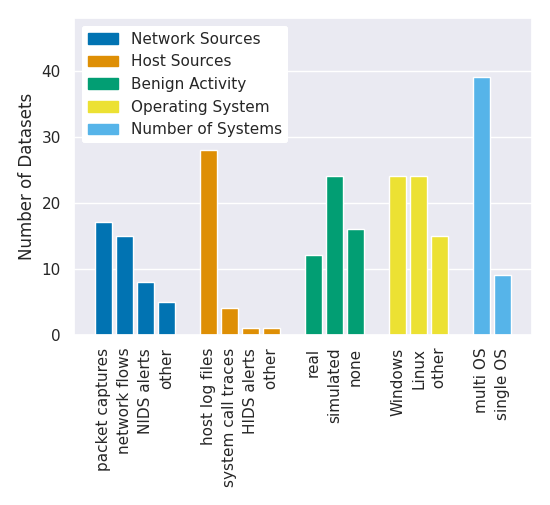 Network Sources
Host Sources
Benign Activity
Operating System
Number of Systems
Number of Datasets
40
30
20
10
0
packet captures
network flows
NIDS alerts
other
host log files
system call traces
HIDS alerts
other
real
simulated
none
Windows
Linux
other
multi OS
single OS